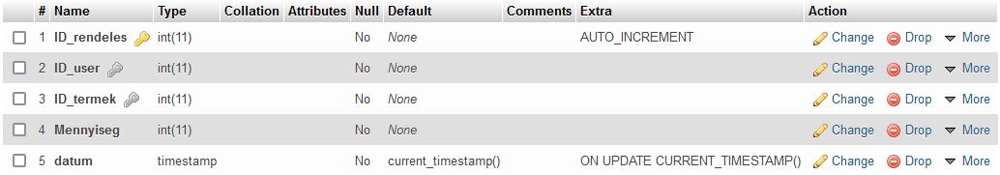 # Name Type Collation Attributes Null Default Comments Extra Action
1 ID_rendeles int(11) No None AUTO_INCREMENT Change Drop More
2 ID_user int(11) No None Change Drop More
3 ID_termek int(11) No None Change Drop More
4 Mennyiseg int(11) No None Change Drop More
5 datum timestamp No current_timestamp() ON UPDATE CURRENT_TIMESTAMP() Change Drop More